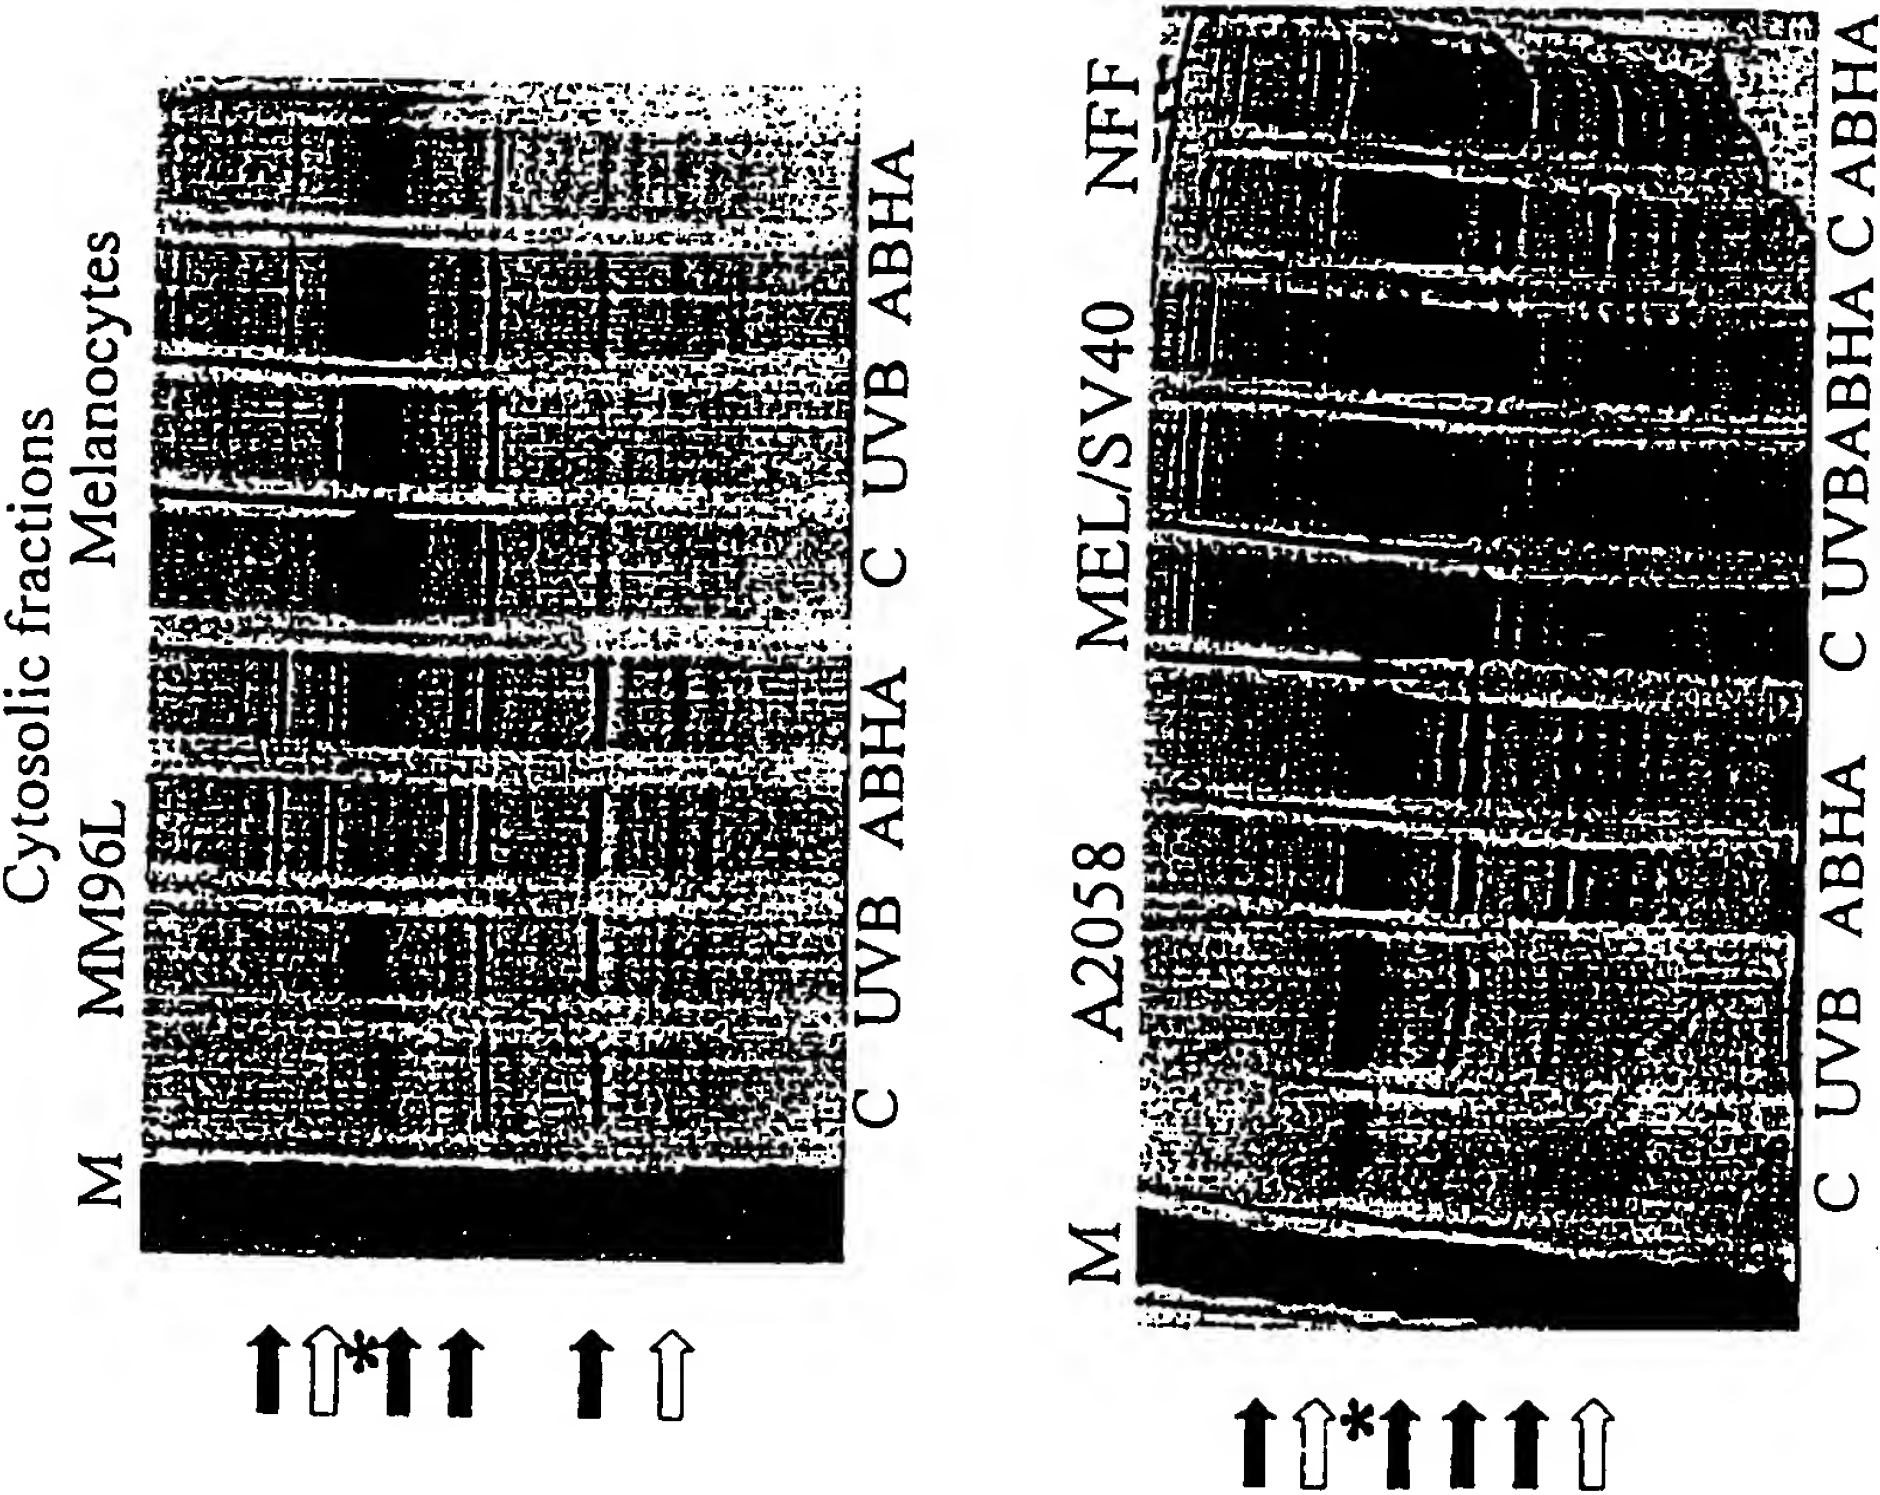 Cytosolic fractions
M MM96L Melanocytes
C UVB ABHA C UVB ABHA
* 
M A2058 MEL/SV40 NFF
C UVB ABHA C UVBABHA C ABHA
*